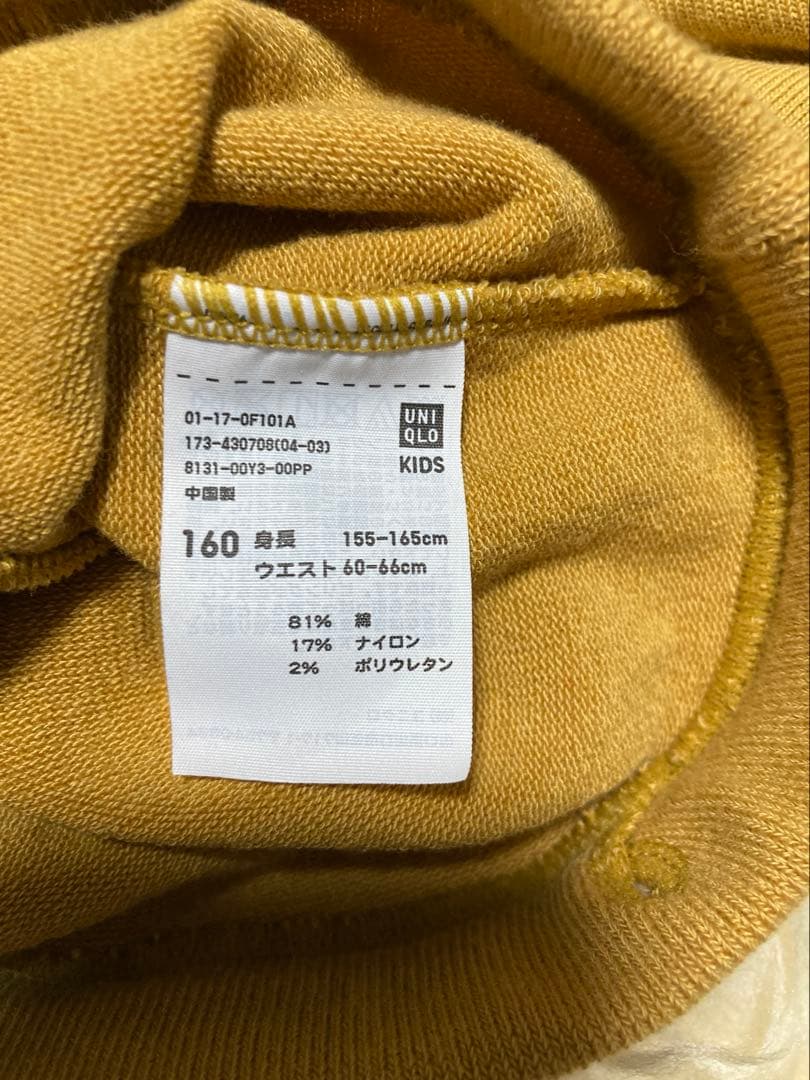 01-17-0F101A
173-430708(04-03)
8131-00Y3-00PP
中国製
UNI
QLO
KIDS
160 身長 155-165cm
ウエスト 60-66cm
81% 綿
17% ナイロン
2% ポリウレタン